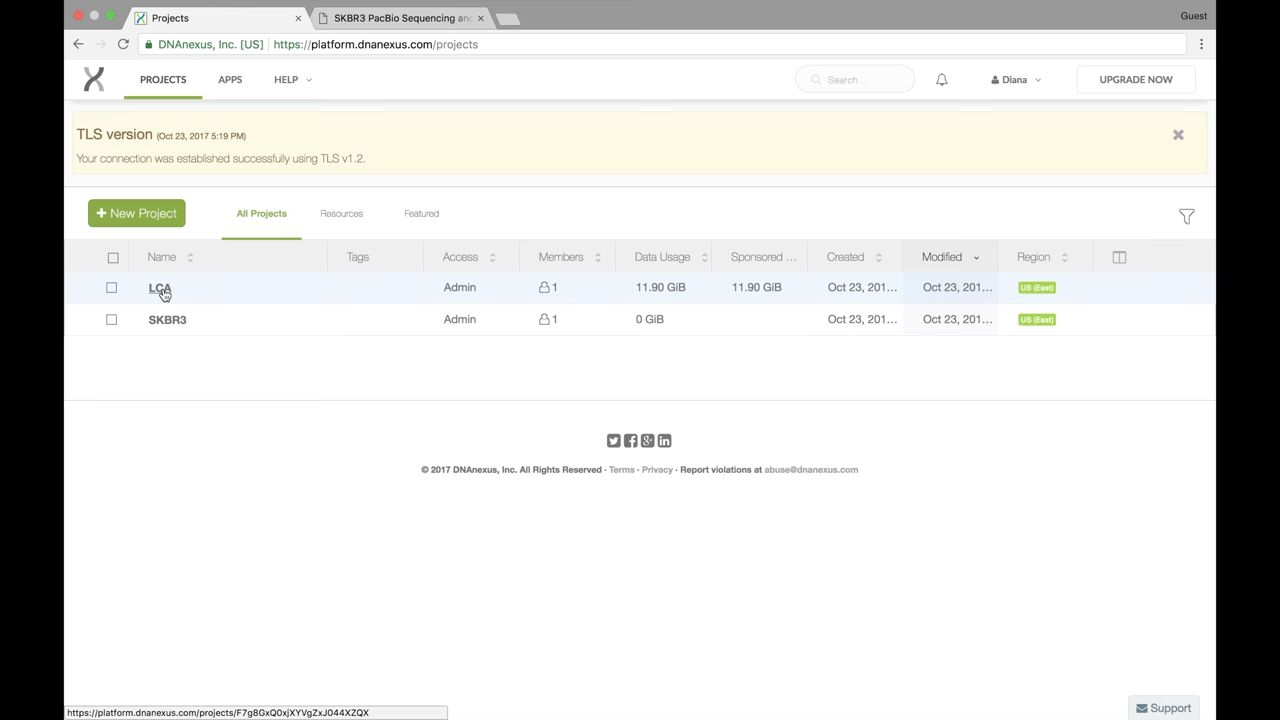 Projects
SKBR3 PacBio Sequencing and
Guest
DNAnexus, Inc. [US]
https://platform.dnanexus.com/projects
PROJECTS
APPS
HELP
Search...
Diana
UPGRADE NOW
TLS version (Oct 23, 2017 5:19 PM)
Your connection was established successfully using TLS v1.2.
+ New Project
All Projects
Resources
Featured
Name Tags Access Members Data Usage Sponsored ... Created Modified Region
LCA Admin 1 11.90 GiB 11.90 GiB Oct 23, 201... Oct 23, 201... US (East)
SKBR3 Admin 1 0 GiB Oct 23, 201... Oct 23, 201... US (East)
© 2017 DNAnexus, Inc. All Rights Reserved · Terms · Privacy · Report violations at abuse@dnanexus.com
https://platform.dnanexus.com/projects/F7g8GxQ0xjXYVgZxJ044XZQX
Support